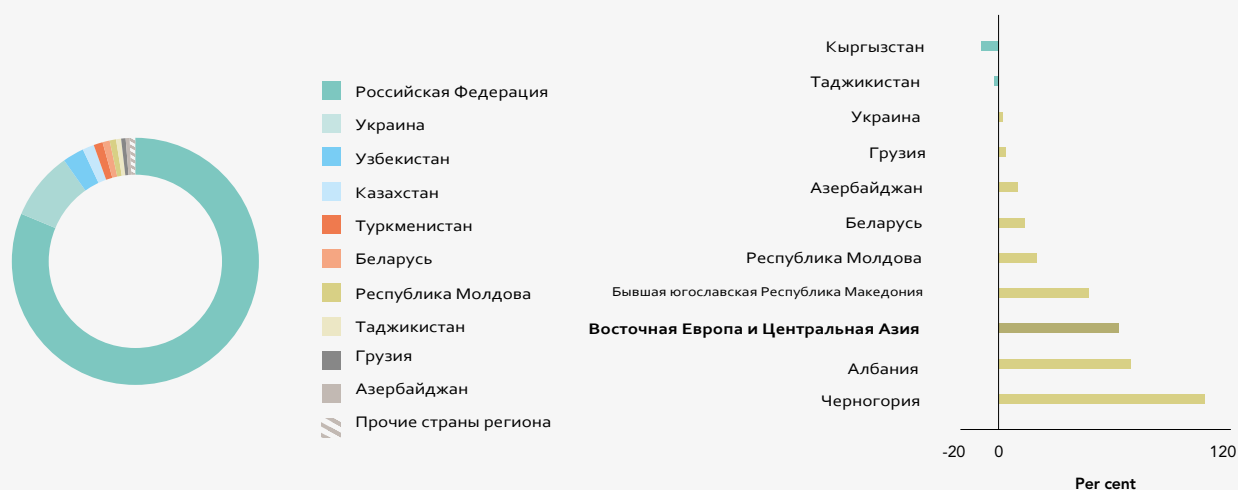 Российская Федерация
Украина
Узбекистан
Казахстан
Туркменистан
Беларусь
Республика Молдова
Таджикистан
Грузия
Азербайджан
Прочие страны региона
Кыргызстан
Таджикистан
Украина
Грузия
Азербайджан
Беларусь
Республика Молдова
Бывшая югославская Республика Македония
Восточная Европа и Центральная Азия
Албания
Черногория
-20 0 120
Per cent